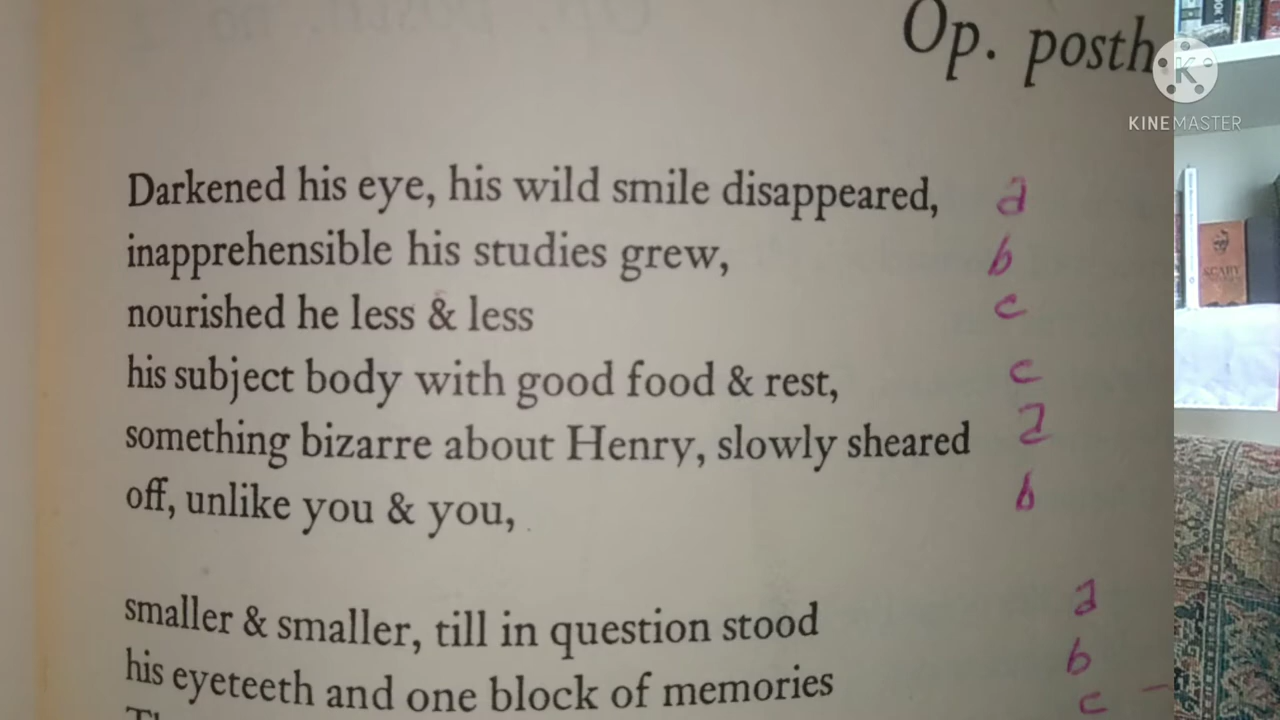 Op. posth
KINEMASTER
Darkened his eye, his wild smile disappeared, a
inapprehensible his studies grew, b
nourished he less & less c
his subject body with good food & rest, c
something bizarre about Henry, slowly sheared a
off, unlike you & you, b
smaller & smaller, till in question stood a
his eyeteeth and one block of memories b
c
SCARY